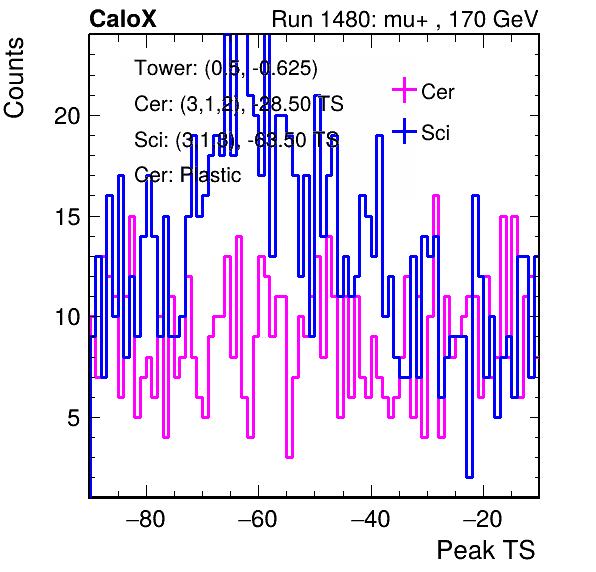 CaloX Run 1480: mu+ , 170 GeV
Counts
Tower: (0.5, -0.625)
Cer: (3,1,2), -28.50 TS
Sci: (3,1,3), -63.50 TS
Cer: Plastic
Cer
Sci
20
15
10
5
−80 −60 −40 −20
Peak TS